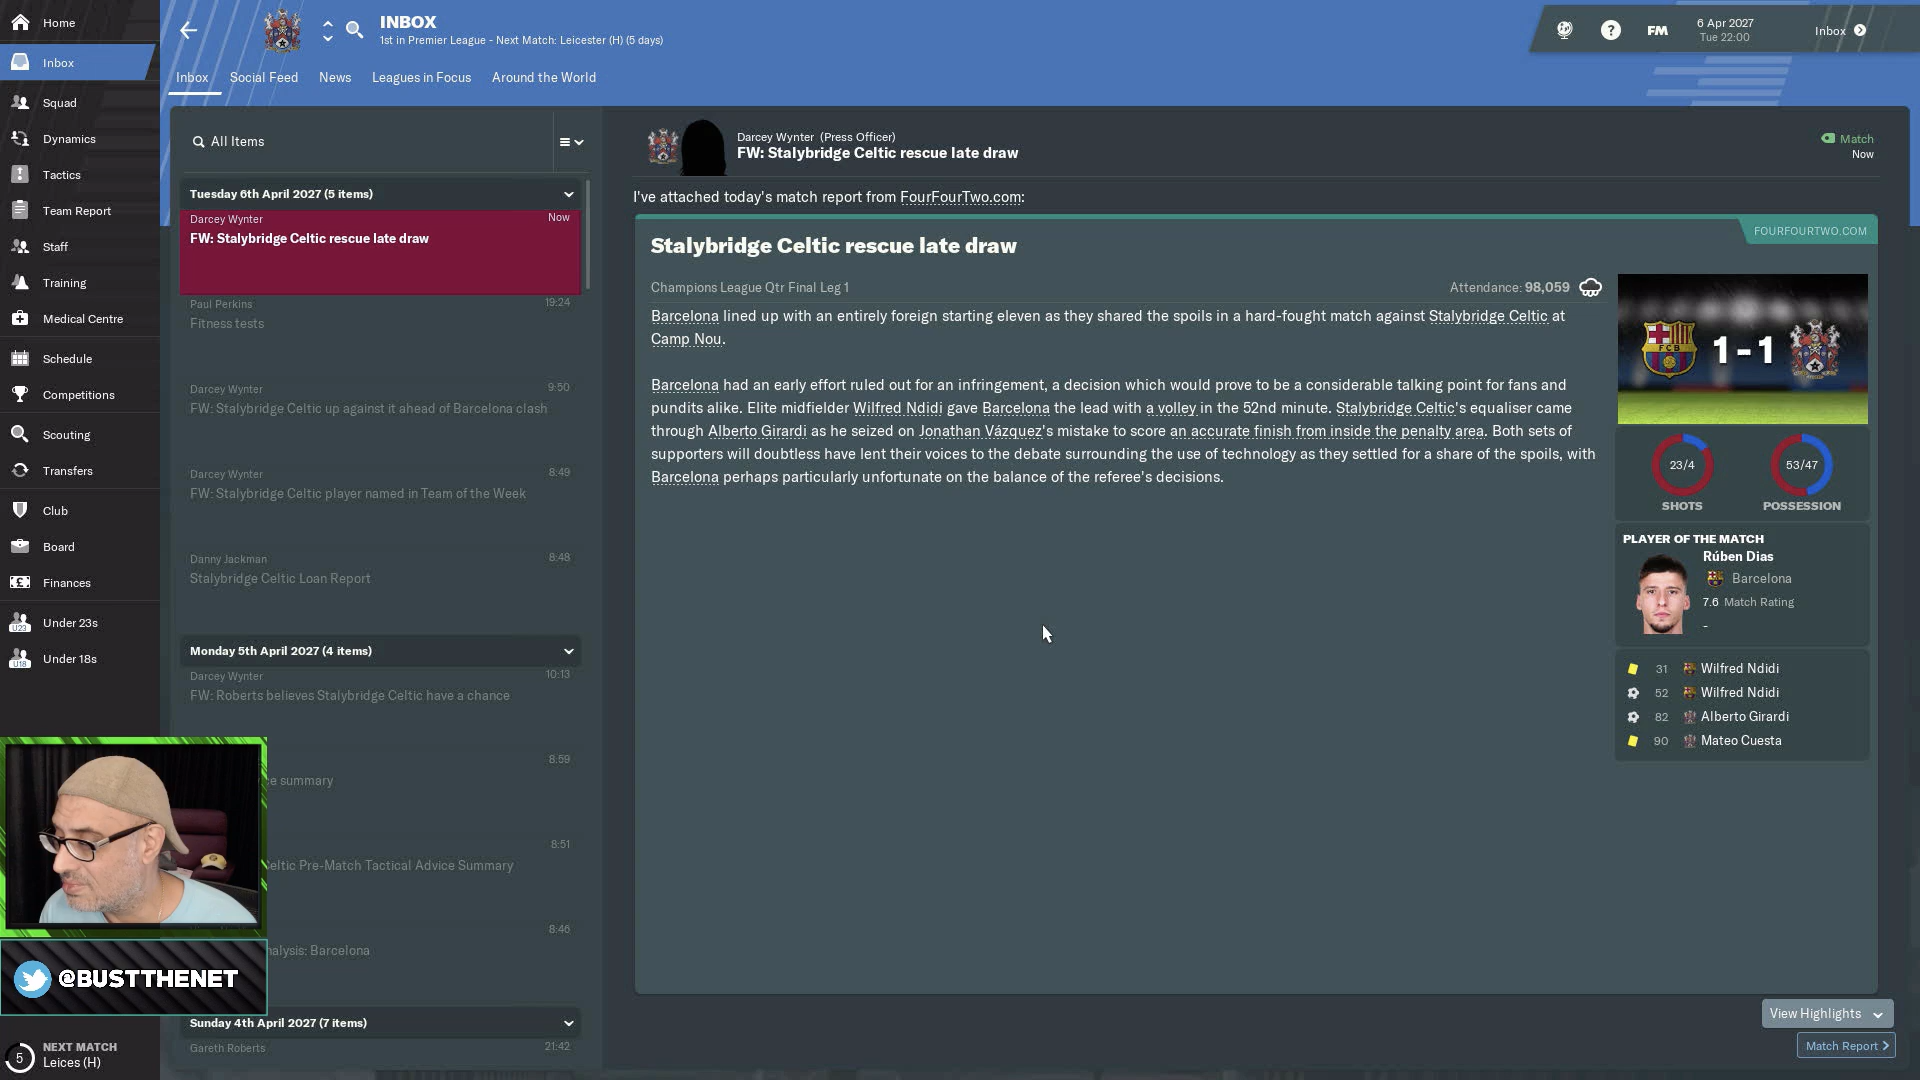 Home
Inbox
Squad
Dynamics
Tactics
Team Report
Staff
Training
Medical Centre
Schedule
Competitions
Scouting
Transfers
Club
Board
Finances
U23
Under 23s
U18
Under 18s
@BUSTTHENET
5
NEXT MATCH
Leices (H)
INBOX
1st in Premier League - Next Match: Leicester (H) (5 days)
Inbox
Social Feed
News
Leagues in Focus
Around the World
?
FM
6 Apr 2027
Tue 22:00
Inbox
All Items
Tuesday 6th April 2027 (5 items)
Darcey Wynter
Now
FW: Stalybridge Celtic rescue late draw
Paul Perkins
19:24
Fitness tests
Darcey Wynter
9:50
FW: Stalybridge Celtic up against it ahead of Barcelona clash
Darcey Wynter
8:49
FW: Stalybridge Celtic player named in Team of the Week
Danny Jackman
8:48
Stalybridge Celtic Loan Report
Monday 5th April 2027 (4 items)
Darcey Wynter
10:13
FW: Roberts believes Stalybridge Celtic have a chance
8:59
summary
8:51
Celtic Pre-Match Tactical Advice Summary
8:46
nalysis: Barcelona
Sunday 4th April 2027 (7 items)
Gareth Roberts
21:42
Darcey Wynter (Press Officer)
FW: Stalybridge Celtic rescue late draw
Match
Now
I've attached today's match report from FourFourTwo.com:
FOURFOURTWO.COM
Stalybridge Celtic rescue late draw
Champions League Qtr Final Leg 1
Attendance: 98,059
Barcelona lined up with an entirely foreign starting eleven as they shared the spoils in a hard-fought match against Stalybridge Celtic at
Camp Nou.
Barcelona had an early effort ruled out for an infringement, a decision which would prove to be a considerable talking point for fans and
pundits alike. Elite midfielder Wilfred Ndidi gave Barcelona the lead with a volley in the 52nd minute. Stalybridge Celtic's equaliser came
through Alberto Girardi as he seized on Jonathan Vázquez's mistake to score an accurate finish from inside the penalty area. Both sets of
supporters will doubtless have lent their voices to the debate surrounding the use of technology as they settled for a share of the spoils, with
Barcelona perhaps particularly unfortunate on the balance of the referee's decisions.
FCB
1 - 1
23/4
SHOTS
53/47
POSSESSION
PLAYER OF THE MATCH
Rúben Dias
Barcelona
7.6 Match Rating
-
31 Wilfred Ndidi
52 Wilfred Ndidi
82 Alberto Girardi
90 Mateo Cuesta
View Highlights
Match Report